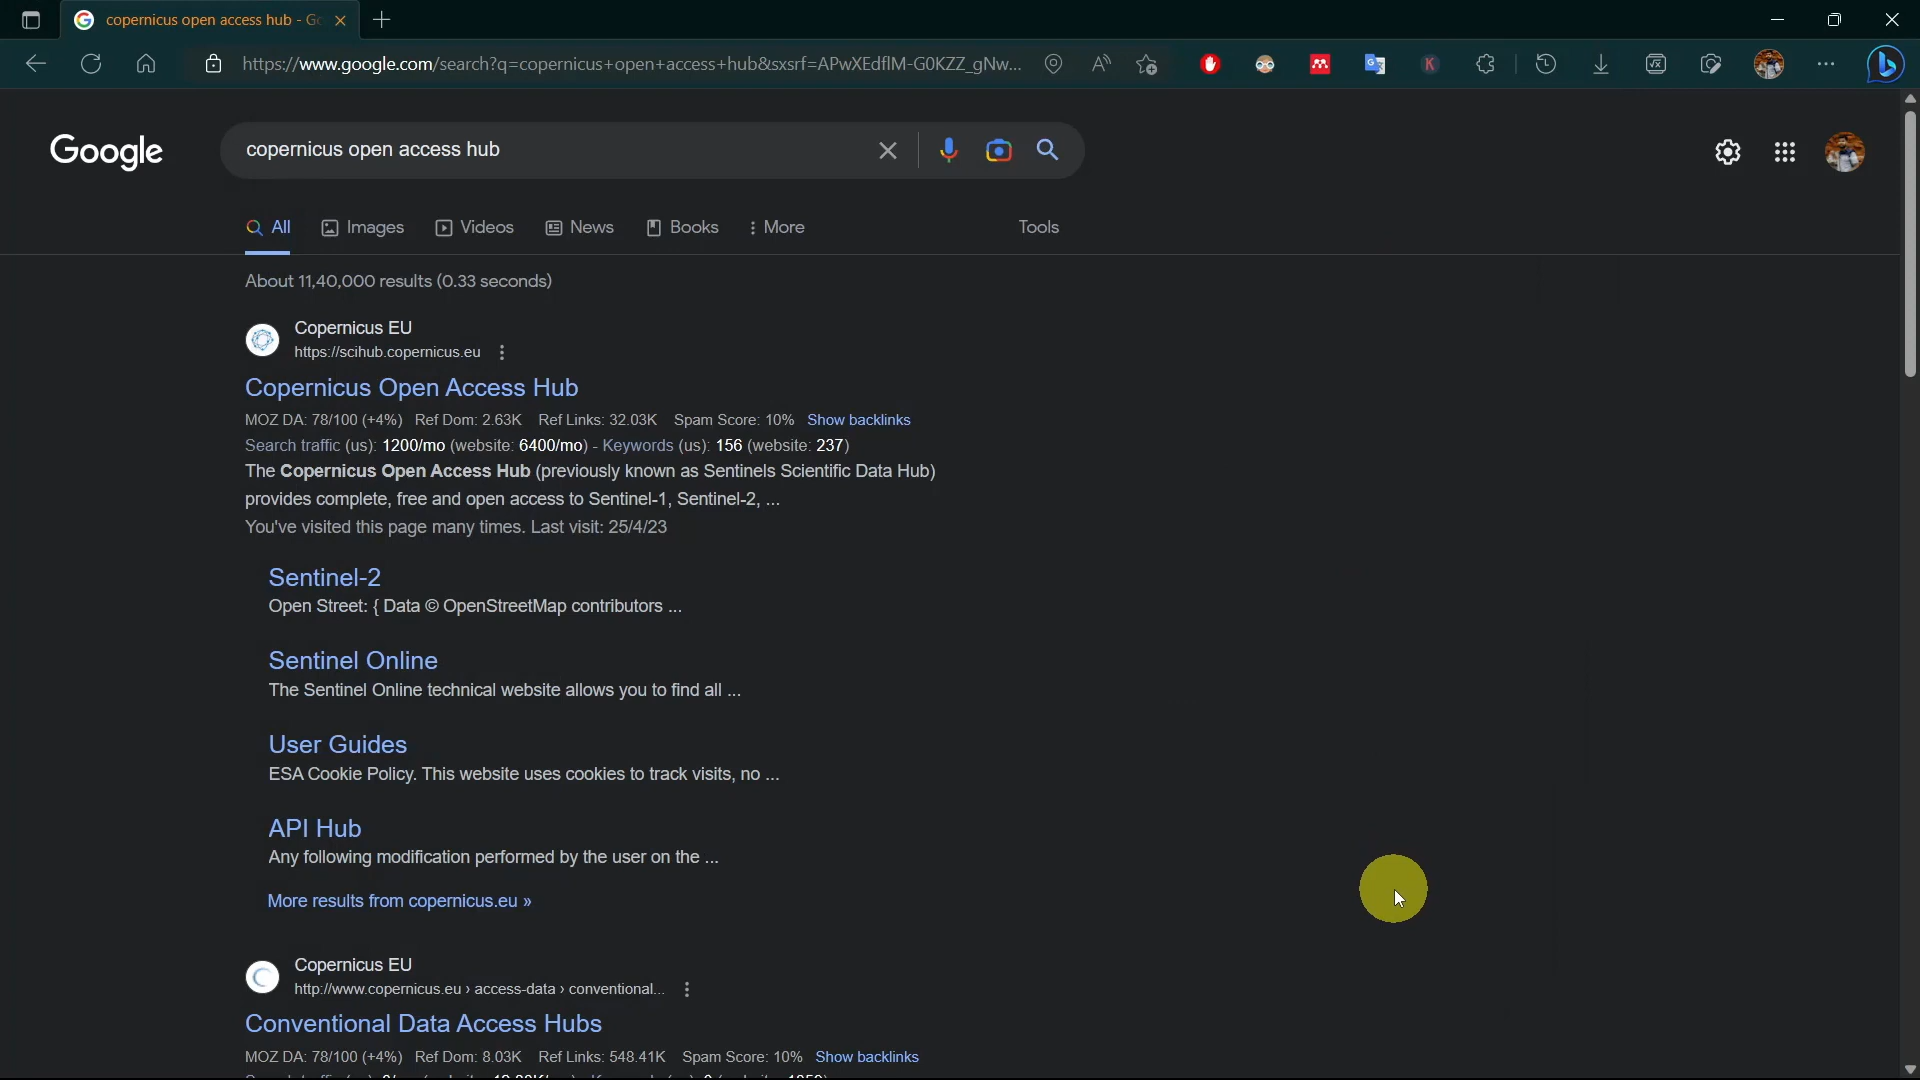 copernicus open access hub - Go
https://www.google.com/search?q=copernicus+open+access+hub&sxsrf=APwXEdflM-G0KZZ_gNw...
Google
copernicus open access hub
All Images Videos News Books More Tools
About 11,40,000 results (0.33 seconds)
Copernicus EU
https://scihub.copernicus.eu
Copernicus Open Access Hub
MOZ DA: 78/100 (+4%) Ref Dom: 2.63K Ref Links: 32.03K Spam Score: 10% Show backlinks
Search traffic (us): 1200/mo (website: 6400/mo) - Keywords (us): 156 (website: 237)
The Copernicus Open Access Hub (previously known as Sentinels Scientific Data Hub)
provides complete, free and open access to Sentinel-1, Sentinel-2, ...
You've visited this page many times. Last visit: 25/4/23
Sentinel-2
Open Street: { Data © OpenStreetMap contributors ...
Sentinel Online
The Sentinel Online technical website allows you to find all ...
User Guides
ESA Cookie Policy. This website uses cookies to track visits, no ...
API Hub
Any following modification performed by the user on the ...
More results from copernicus.eu »
Copernicus EU
http://www.copernicus.eu › access-data › conventional...
Conventional Data Access Hubs
MOZ DA: 78/100 (+4%) Ref Dom: 8.03K Ref Links: 548.41K Spam Score: 10% Show backlinks